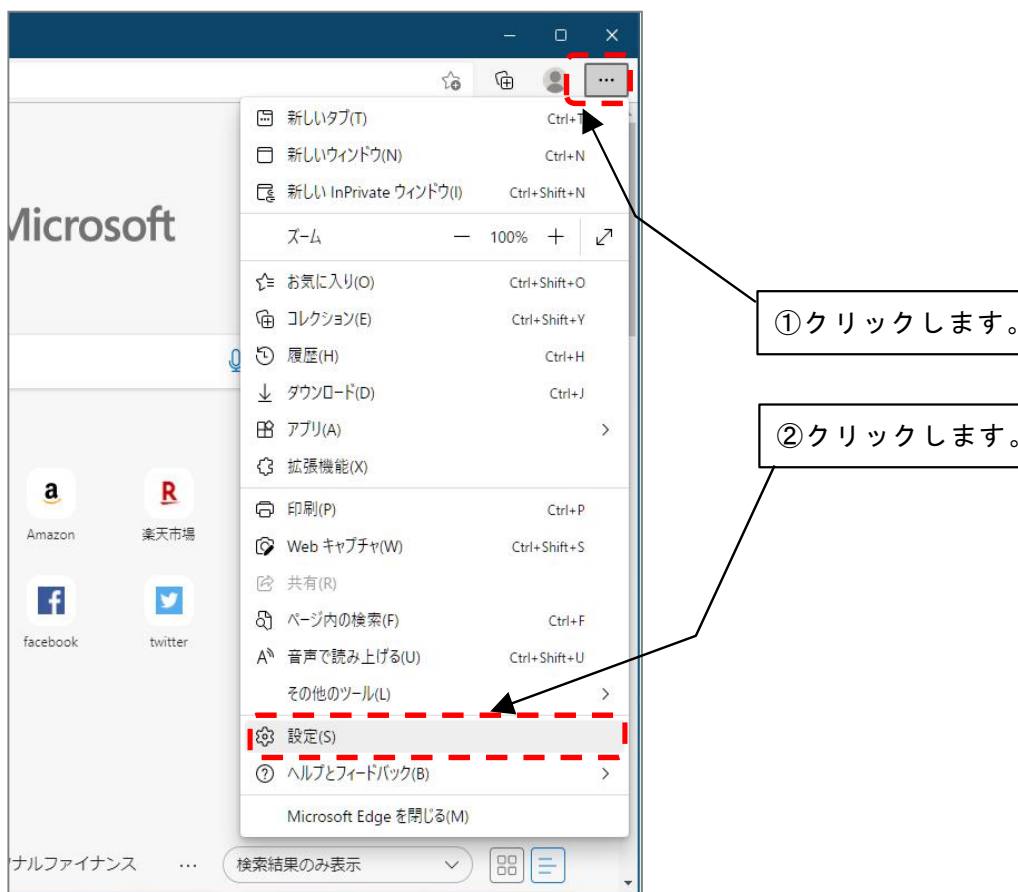 新しいタブ(T) Ctrl+T
新しいウィンドウ(N) Ctrl+N
新しい InPrivate ウィンドウ(I) Ctrl+Shift+N
ズーム 100%
Microsoft
お気に入り(O) Ctrl+Shift+O
コレクション(E) Ctrl+Shift+Y
履歴(H) Ctrl+H
ダウンロード(D) Ctrl+J
アプリ(A)
拡張機能(X)
印刷(P) Ctrl+P
Web キャプチャ(W) Ctrl+Shift+S
共有(R)
ページ内の検索(F) Ctrl+F
音声で読み上げる(U) Ctrl+Shift+U
その他のツール(L)
設定(S)
ヘルプとフィードバック(B)
Microsoft Edge を閉じる(M)
①クリックします。
②クリックします。
Amazon
楽天市場
facebook
twitter
ナルファイナンス ... 検索結果のみ表示